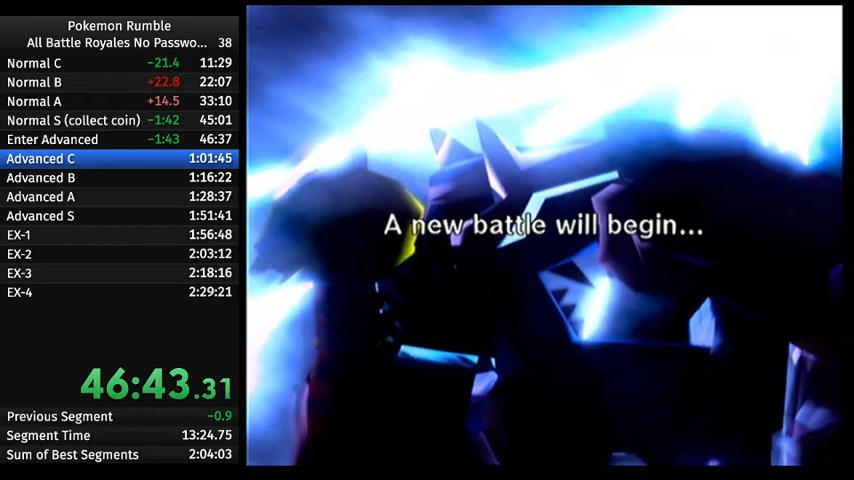 Pokemon Rumble
All Battle Royales No Passwo... 38
Normal C -21.4 11:29
Normal B +22.8 22:07
Normal A +14.5 33:10
Normal S (collect coin) -1:42 45:01
Enter Advanced -1:43 46:37
Advanced C 1:01:45
Advanced B 1:16:22
Advanced A 1:28:37
Advanced S 1:51:41
EX-1 1:56:48
EX-2 2:03:12
EX-3 2:18:16
EX-4 2:29:21
46:43.31
Previous Segment -0.9
Segment Time 13:24.75
Sum of Best Segments 2:04:03
A new battle will begin...